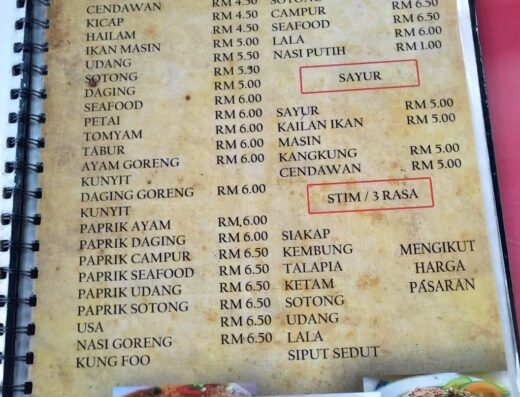 CENDAWAN RM 4.50
KICAP RM 4.50
HAILAM RM 4.50
IKAN MASIN RM 5.00
UDANG RM 5.50
SOTONG RM 5.50
DAGING RM 5.00
SEAFOOD RM 6.00
PETAI RM 6.00
TOMYAM RM 6.00
TABUR RM 6.00
AYAM GORENG RM 6.00
KUNYIT
DAGING GORENG RM 6.00
KUNYIT
PAPRIK AYAM RM,6.00
PAPRIK DAGING RM 6.00
PAPRIK CAMPUR RM 6.50
PAPRIK SEAFOOD RM 6.50
PAPRIK UDANG RM 6.50
PAPRIK SOTONG RM 6.50
USA RM 6.50
NASI GORENG RM 6.50
KUNG FOO
SOTONG
CAMPUR RM 6.50
SEAFOOD RM 6.50
LALA RM 6.00
NASI PUTIH RM 1.00
SAYUR
SAYUR RM 5.00
KAILAN IKAN RM 5.00
MASIN
KANGKUNG RM 5.00
CENDAWAN RM 5.00
STIM / 3 RASA
SIAKAP
KEMBUNG
TALAPIA
KETAM
SOTONG
UDANG
LALA
SIPUT SEDUT
MENGIKUT
HARGA
PASARAN